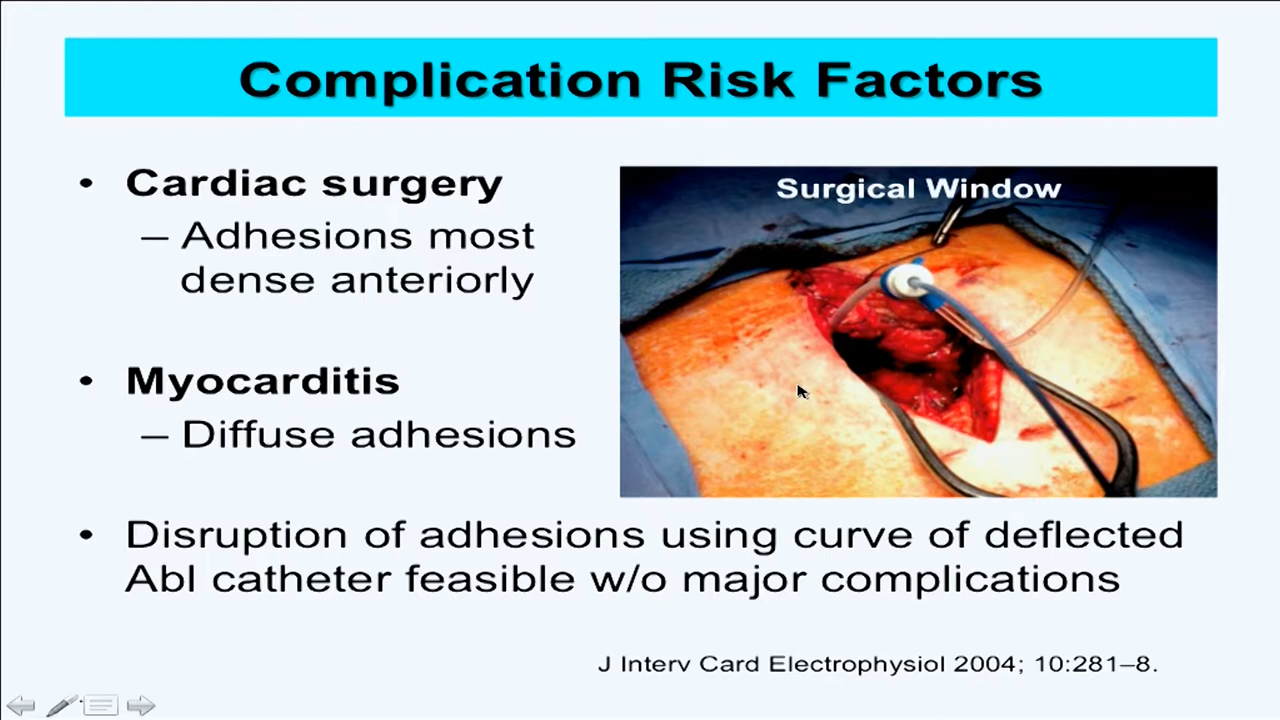 Complication Risk Factors
• Cardiac surgery
– Adhesions most
dense anteriorly
Surgical Window
• Myocarditis
– Diffuse adhesions
• Disruption of adhesions using curve of deflected
Abl catheter feasible w/o major complications
J Interv Card Electrophysiol 2004; 10:281–8.